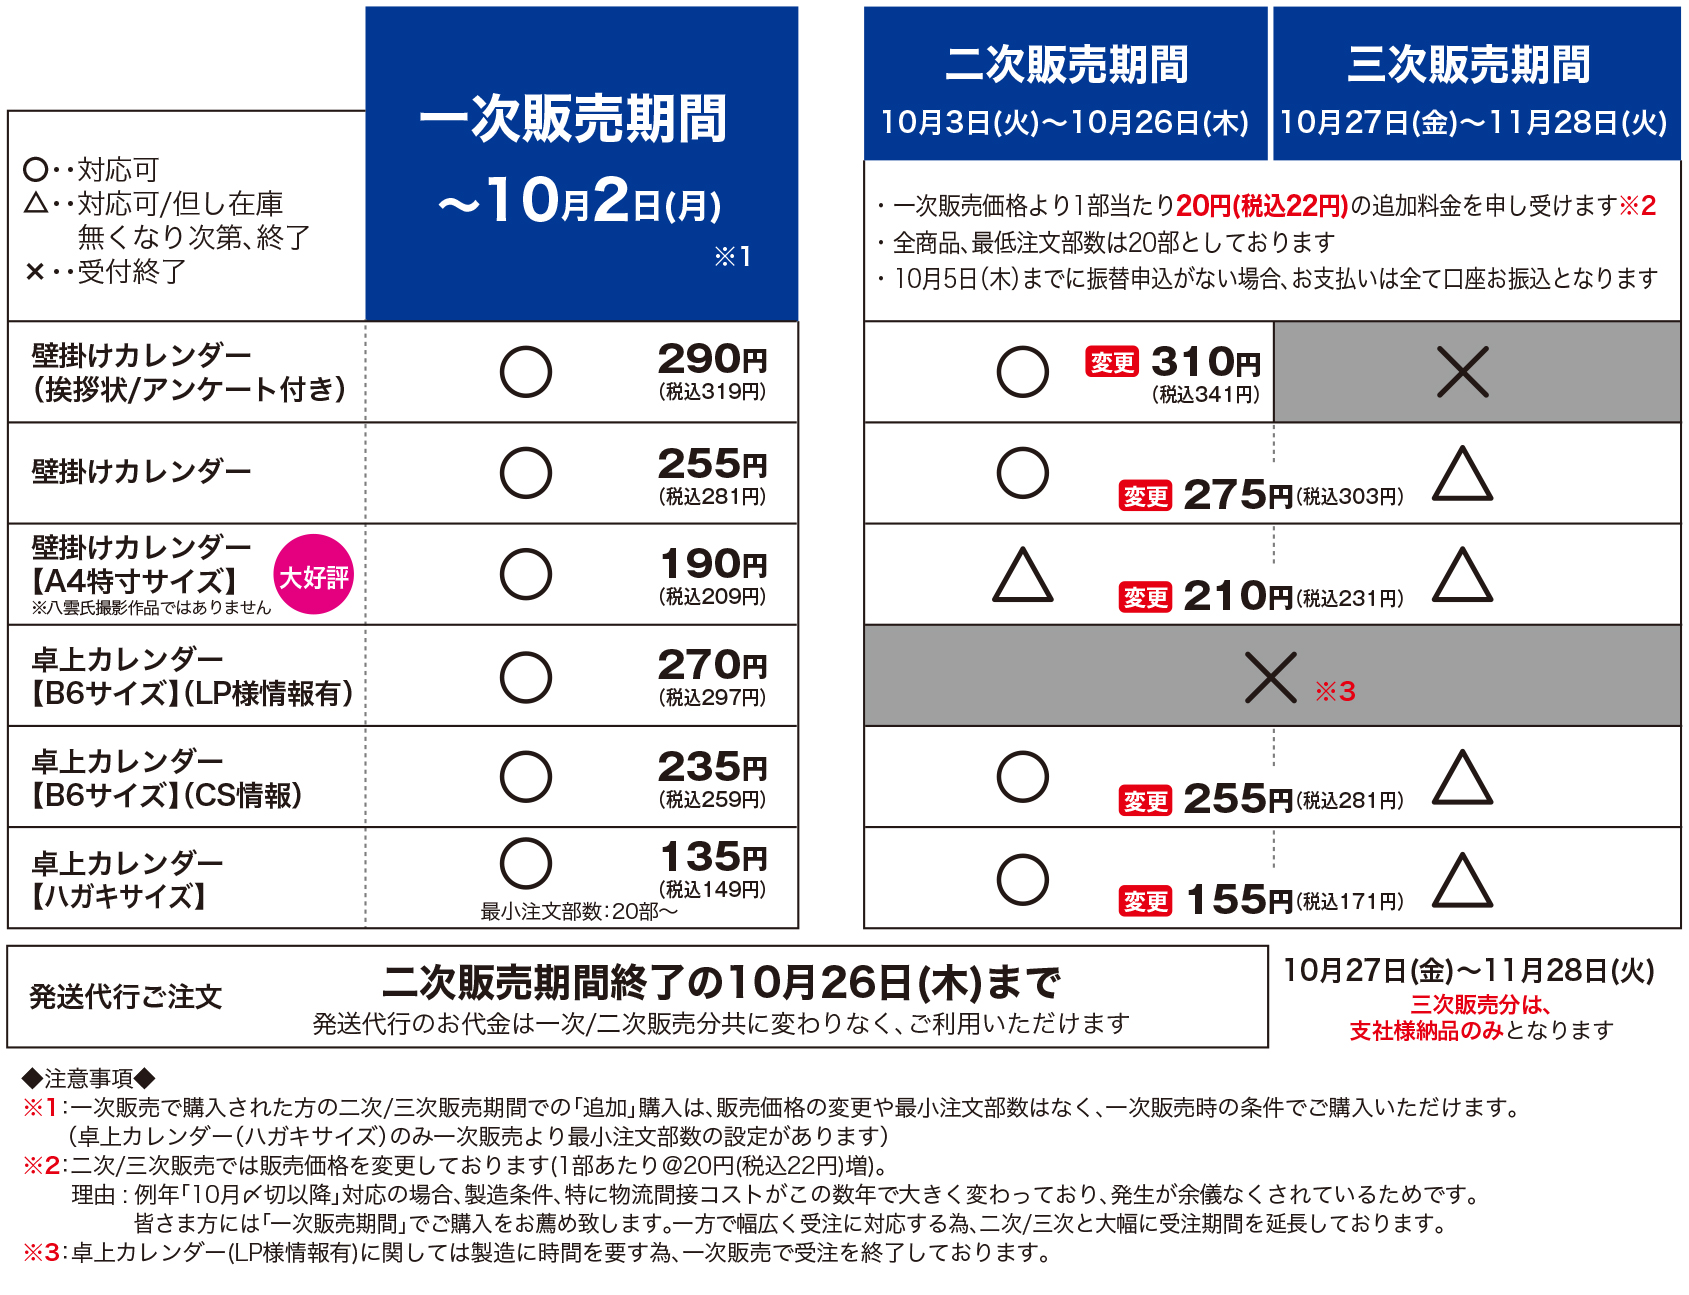 一次販売期間
〜10月2日(月)
※1
二次販売期間
10月3日(火)〜10月26日(木)
三次販売期間
10月27日(金)〜11月28日(火)
○・・対応可
△・・対応可/但し在庫
無くなり次第、終了
×・・受付終了
・一次販売価格より1部当たり20円(税込22円)の追加料金を申し受けます※2
・全商品、最低注文部数は20部としております
・10月5日(木)までに振替申込がない場合、お支払いは全て口座お振込となります
壁掛けカレンダー
(挨拶状/アンケート付き)
○ 290円
(税込319円)
○ 変更 310円
(税込341円)
×
壁掛けカレンダー
○ 255円
(税込281円)
○ 変更 275円(税込303円) △
壁掛けカレンダー
【A4特寸サイズ】
※八雲氏撮影作品ではありません
大好評
○ 190円
(税込209円)
△ 変更 210円(税込231円) △
卓上カレンダー
【B6サイズ】(LP様情報有)
○ 270円
(税込297円)
× ※3
卓上カレンダー
【B6サイズ】(CS情報)
○ 235円
(税込259円)
○ 変更 255円(税込281円) △
卓上カレンダー
【ハガキサイズ】
○ 135円
(税込149円)
最小注文部数：20部〜
○ 変更 155円(税込171円) △
発送代行ご注文
二次販売期間終了の10月26日(木)まで
発送代行のお代金は一次/二次販売分共に変わりなく、ご利用いただけます
10月27日(金)〜11月28日(火)
三次販売分は、
支社様納品のみとなります
◆注意事項◆
※1：一次販売で購入された方の二次/三次販売期間での「追加」購入は、販売価格の変更や最小注文部数はなく、一次販売時の条件でご購入いただけます。
(卓上カレンダー(ハガキサイズ)のみ一次販売より最小注文部数の設定があります)
※2：二次/三次販売では販売価格を変更しております(1部あたり@20円(税込22円)増)。
理由：例年「10月〆切以降」対応の場合、製造条件、特に物流間接コストがこの数年で大きく変わっており、発生が余儀なくされているためです。
皆さま方には「一次販売期間」でご購入をお薦め致します。一方で幅広く受注に対応する為、二次/三次と大幅に受注期間を延長しております。
※3：卓上カレンダー(LP様情報有)に関しては製造に時間を要す為、一次販売で受注を終了しております。